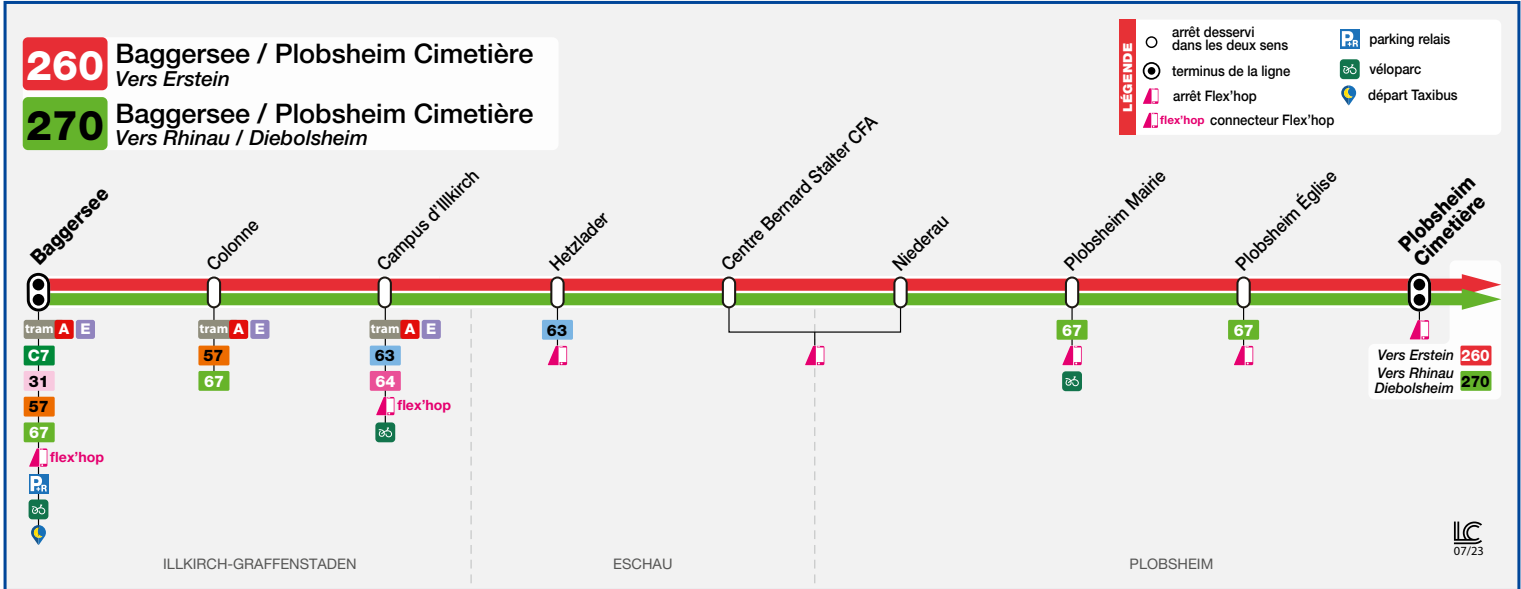 260 Baggersee / Plobsheim Cimetière
Vers Erstein
270 Baggersee / Plobsheim Cimetière
Vers Rhinau / Diebolsheim
LÉGENDE
arrêt desservi
dans les deux sens
terminus de la ligne
arrêt Flex'hop
flex'hop connecteur Flex'hop
P+R parking relais
véloparc
départ Taxibus
Baggersee
Colonne
Campus d'Illkirch
Hetzlader
Centre Bernard Stalter CFA
Niederau
Plobsheim Mairie
Plobsheim Église
Plobsheim
Cimetière
tram A E
C7
31
57
67
flex'hop
P+R
tram A E
57
67
tram A E
63
64
flex'hop
63
67
67
Vers Erstein 260
Vers Rhinau
Diebolsheim 270
ILLKIRCH-GRAFFENSTADEN
ESCHAU
PLOBSHEIM
LC
07/23